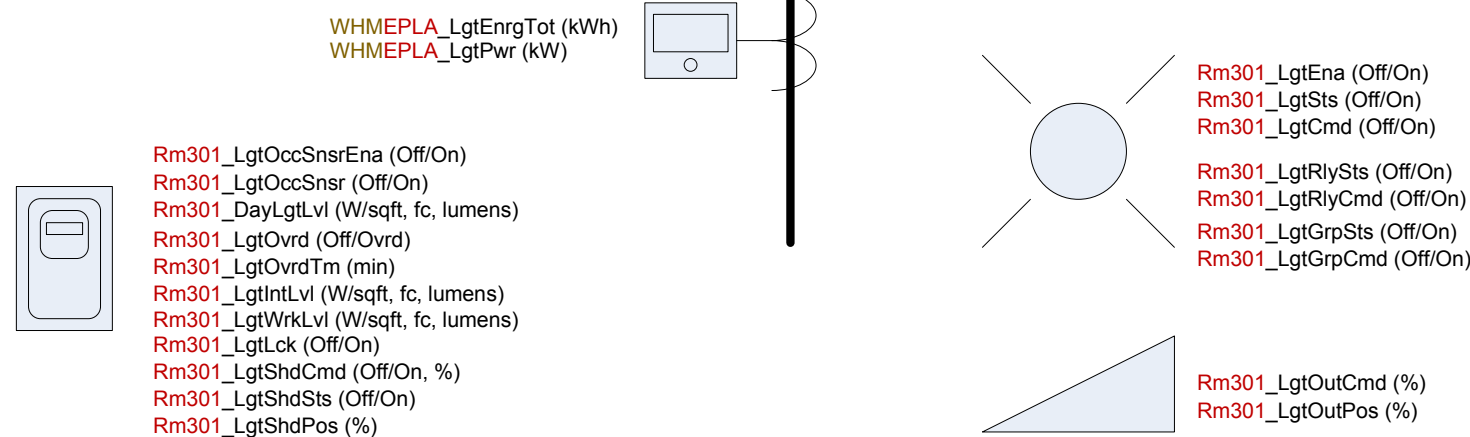 WHMEPLA_LgtEnrgTot (kWh)
WHMEPLA_LgtPwr (kW)
Rm301_LgtOccSnsrEna (Off/On)
Rm301_LgtOccSnsr (Off/On)
Rm301_DayLgtLvl (W/sqft, fc, lumens)
Rm301_LgtOvrd (Off/Ovrd)
Rm301_LgtOvrdTm (min)
Rm301_LgtIntLvl (W/sqft, fc, lumens)
Rm301_LgtWrkLvl (W/sqft, fc, lumens)
Rm301_LgtLck (Off/On)
Rm301_LgtShdCmd (Off/On, %)
Rm301_LgtShdSts (Off/On)
Rm301_LgtShdPos (%)
Rm301_LgtEna (Off/On)
Rm301_LgtSts (Off/On)
Rm301_LgtCmd (Off/On)
Rm301_LgtRlySts (Off/On)
Rm301_LgtRlyCmd (Off/On)
Rm301_LgtGrpSts (Off/On)
Rm301_LgtGrpCmd (Off/On)
Rm301_LgtOutCmd (%)
Rm301_LgtOutPos (%)